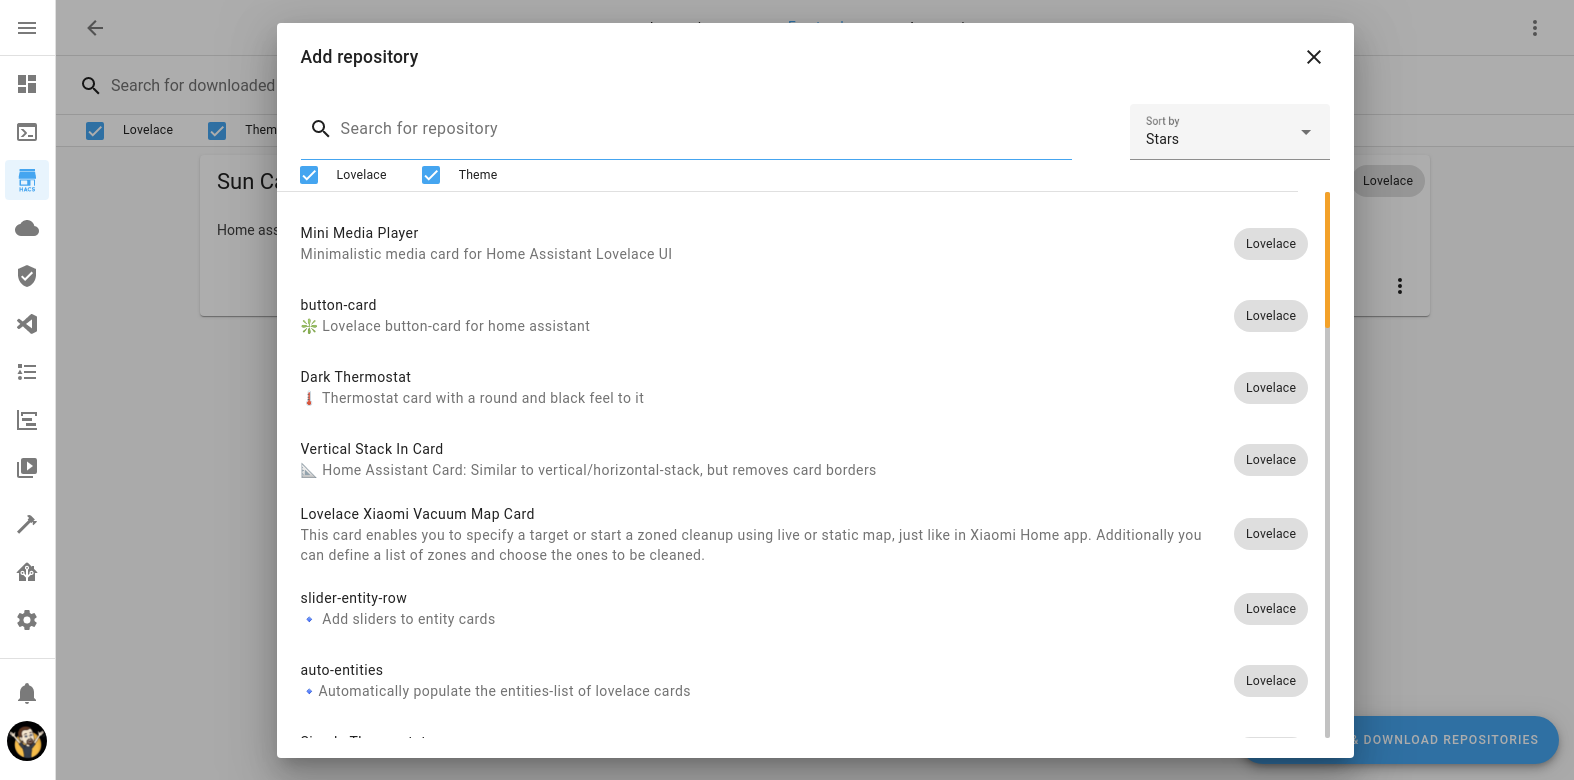 Add repository
Search for downloaded
Search for repository
Sort by
Stars
Lovelace
Lovelace
Theme
HACS
Sun
Lovelace
Home
Mini Media Player
Minimalistic media card for Home Assistant Lovelace UI
Lovelace
button-card
Lovelace button-card for home assistant
Lovelace
Dark Thermostat
Thermostat card with a round and black feel to it
Lovelace
Vertical Stack In Card
Home Assistant Card: Similar to vertical/horizontal-stack, but removes card borders
Lovelace
Lovelace Xiaomi Vacuum Map Card
This card enables you to specify a target or start a zoned cleanup using live or static map, just like in Xiaomi Home app. Additionally you
can define a list of zones and choose the ones to be cleaned.
Lovelace
slider-entity-row
Add sliders to entity cards
Lovelace
auto-entities
Automatically populate the entities-list of lovelace cards
Lovelace
& DOWNLOAD REPOSITORIES